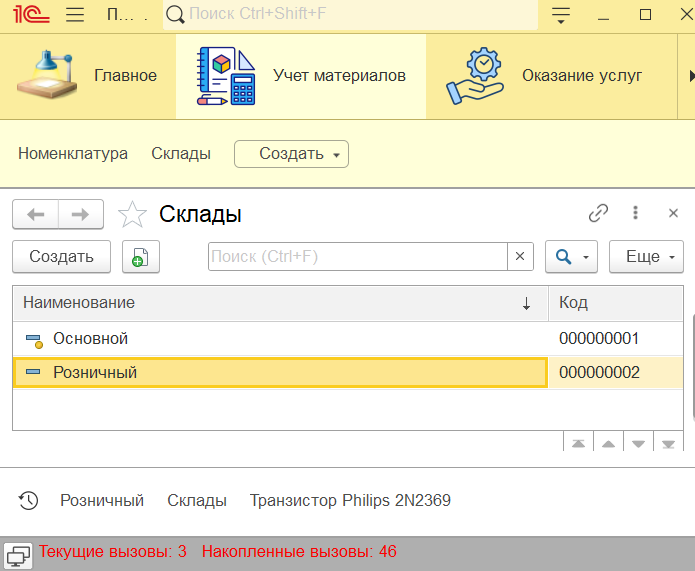 1С П... . Поиск Ctrl+Shift+F
Главное Учет материалов Оказание услуг
Номенклатура Склады Создать
Склады
Создать Поиск (Ctrl+F) × Еще
Наименование ↓ Код
Основной 000000001
Розничный 000000002
Розничный Склады Транзистор Philips 2N2369
Текущие вызовы: 3 Накопленные вызовы: 46